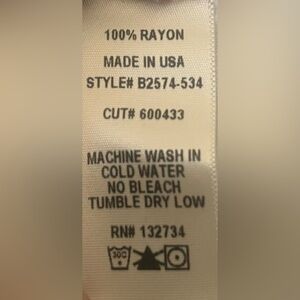 100% RAYON
MADE IN USA
STYLE# B2574-534
CUT# 600433
MACHINE WASH IN
COLD WATER
NO BLEACH
TUMBLE DRY LOW
RN# 132734
30C